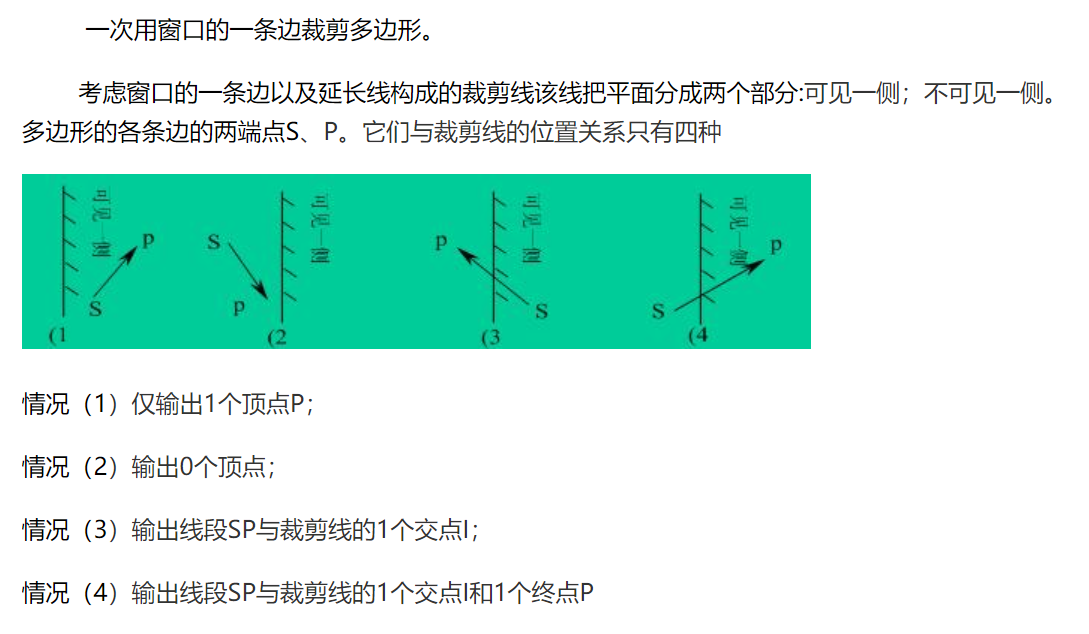 一次用窗口的一条边裁剪多边形。
考虑窗口的一条边以及延长线构成的裁剪线该线把平面分成两个部分:可见一侧；不可见一侧。
多边形的各条边的两端点S、P。它们与裁剪线的位置关系只有四种
可见一侧
P
S
(1
可见一侧
S
p
(2
可见一侧
P
S
(3
可见一侧
P
S
(4
情况（1）仅输出1个顶点P；
情况（2）输出0个顶点；
情况（3）输出线段SP与裁剪线的1个交点I；
情况（4）输出线段SP与裁剪线的1个交点I和1个终点P